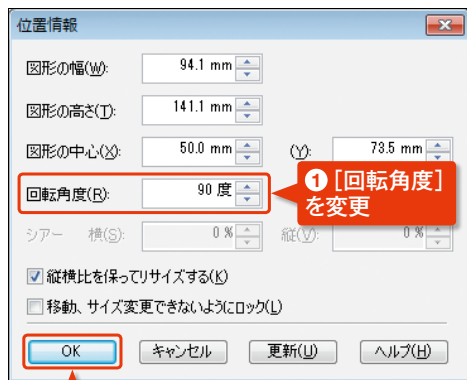 位置情報
図形の幅(W): 94.1 mm
図形の高さ(T): 141.1 mm
図形の中心(X): 50.0 mm (Y): 73.5 mm
回転角度(R): 90 度
❶[回転角度]
を変更
シアー 横(S): 0 % 縦(V): 0 %
縦横比を保ってリサイズする(K)
移動、サイズ変更できないようにロック(L)
OK キャンセル 更新(U) ヘルプ(H)